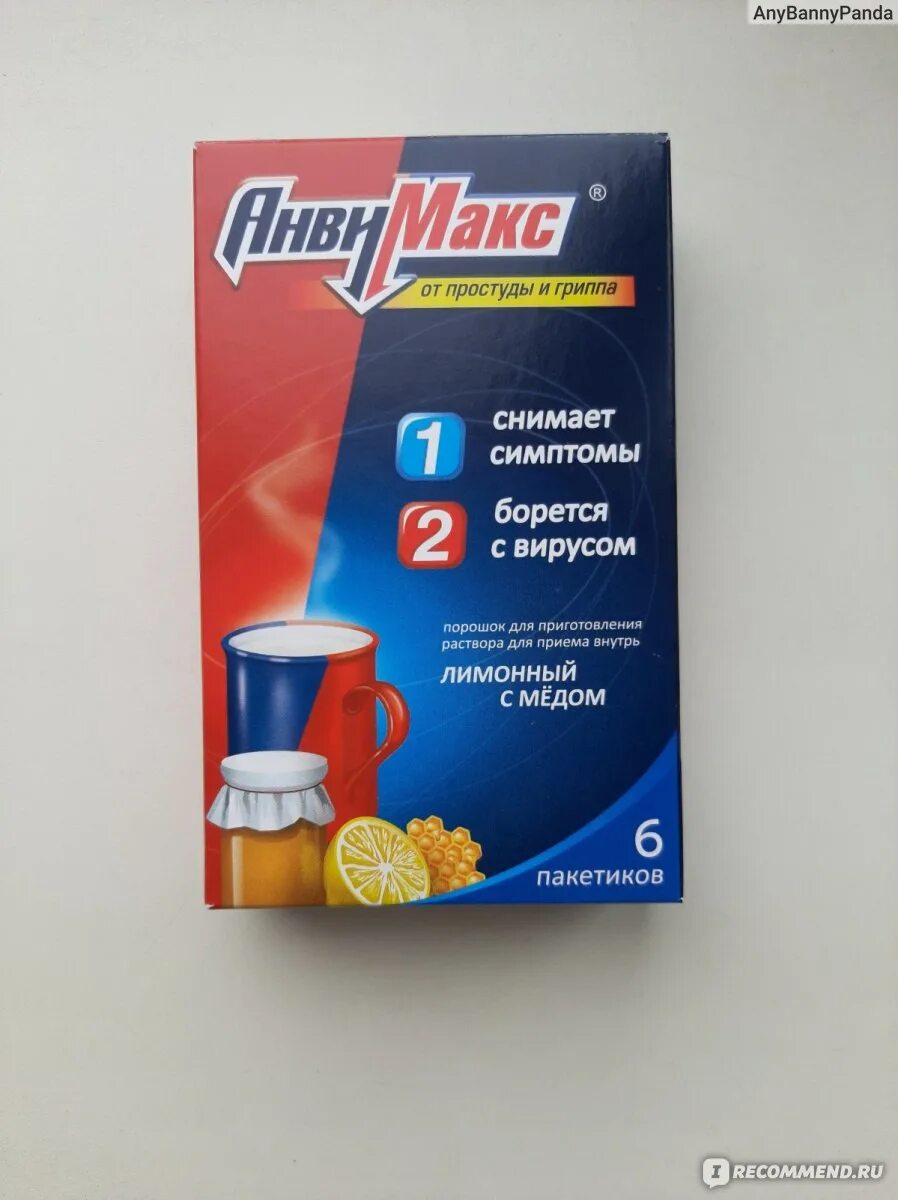 AnyBannyPanda
АнвиМакс ®
от простуды и гриппа
1 снимает
симптомы
2 борется
с вирусом
порошок для приготовления
раствора для приема внутрь
ЛИМОННЫЙ
С МЁДОМ
6
пакетиков
IRECOMMEND.RU